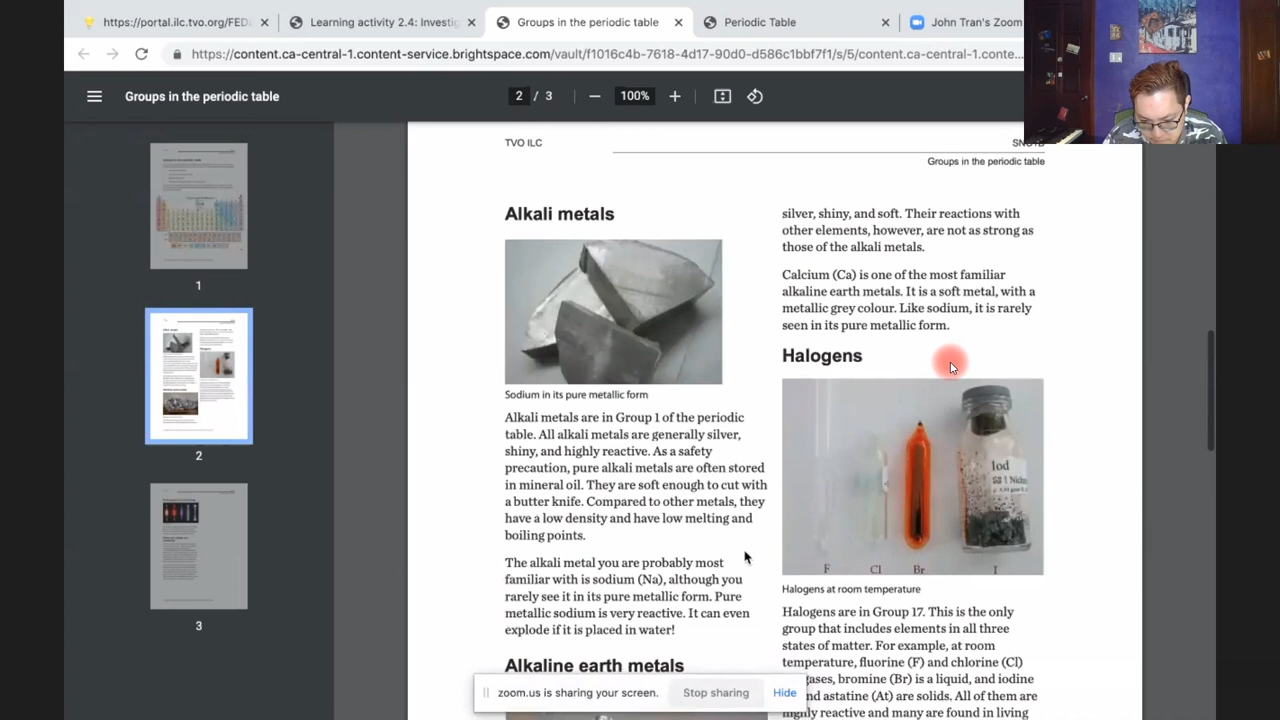 https://portal.ilc.tvo.org/FED
Learning activity 2.4: Investig
Groups in the periodic table
Periodic Table
John Tran's Zoom
https://content.ca-central-1.content-service.brightspace.com/vault/f1016c4b-7618-4d17-90d0-d586c1bbf7f1/s/5/content.ca-central-1.conte...
Groups in the periodic table
2 / 3
100%
1
2
3
TVO ILC
Groups in the periodic table
Alkali metals
Sodium in its pure metallic form
Alkali metals are in Group 1 of the periodic
table. All alkali metals are generally silver,
shiny, and highly reactive. As a safety
precaution, pure alkali metals are often stored
in mineral oil. They are soft enough to cut with
a butter knife. Compared to other metals, they
have a low density and have low melting and
boiling points.
The alkali metal you are probably most
familiar with is sodium (Na), although you
rarely see it in its pure metallic form. Pure
metallic sodium is very reactive. It can even
explode if it is placed in water!
Alkaline earth metals
silver, shiny, and soft. Their reactions with
other elements, however, are not as strong as
those of the alkali metals.
Calcium (Ca) is one of the most familiar
alkaline earth metals. It is a soft metal, with a
metallic grey colour. Like sodium, it is rarely
seen in its pure metallic form.
Halogens
Iod
F Cl Br I
Halogens at room temperature
Halogens are in Group 17. This is the only
group that includes elements in all three
states of matter. For example, at room
temperature, fluorine (F) and chlorine (Cl)
gases, bromine (Br) is a liquid, and iodine
astatine (At) are solids. All of them are
highly reactive and many are found in living
zoom.us is sharing your screen.
Stop sharing
Hide